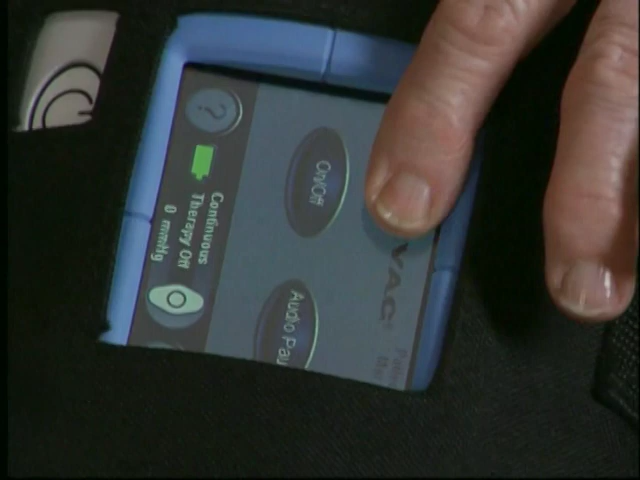 VAC®
On/Off
Audio Pau
?
Continuous
Therapy Off
0 mmHg